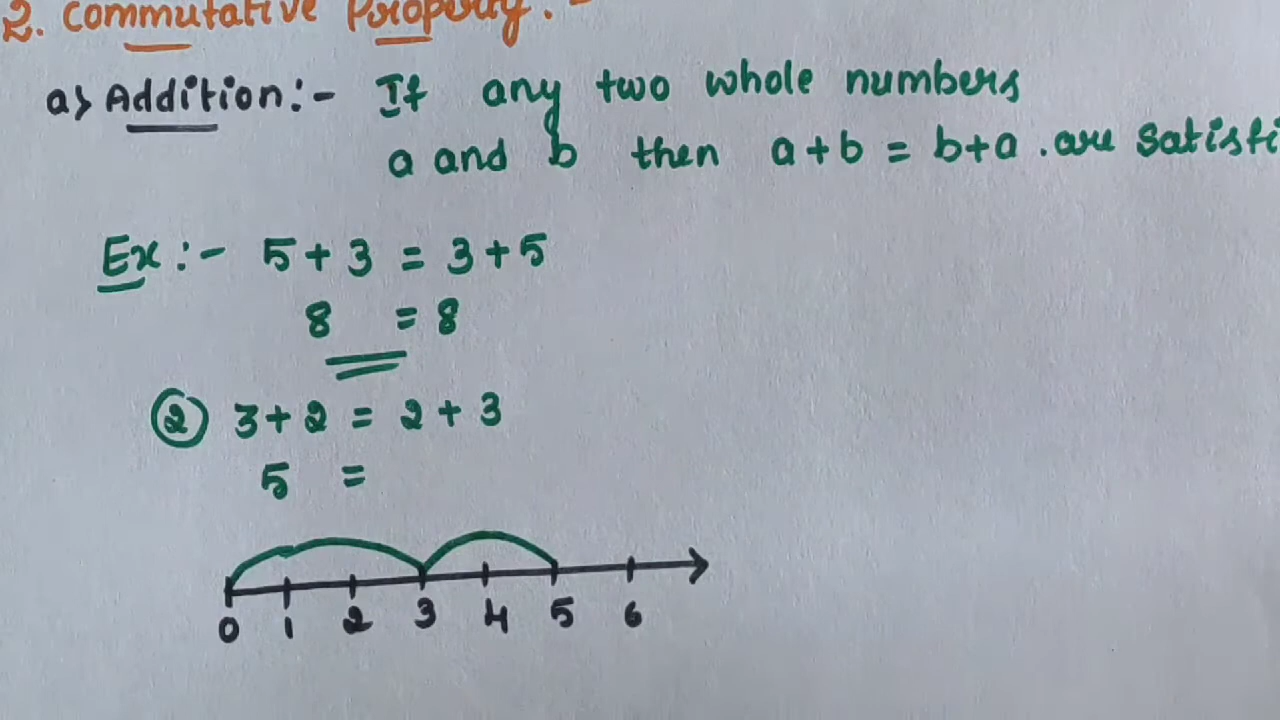 2. Commutative Property : -
a) Addition :- If any two whole numbers
a and b then a+b = b+a . are satisfi
Ex :- 5 + 3 = 3 + 5
8 = 8
2 3 + 2 = 2 + 3
5 =
0 1 2 3 4 5 6